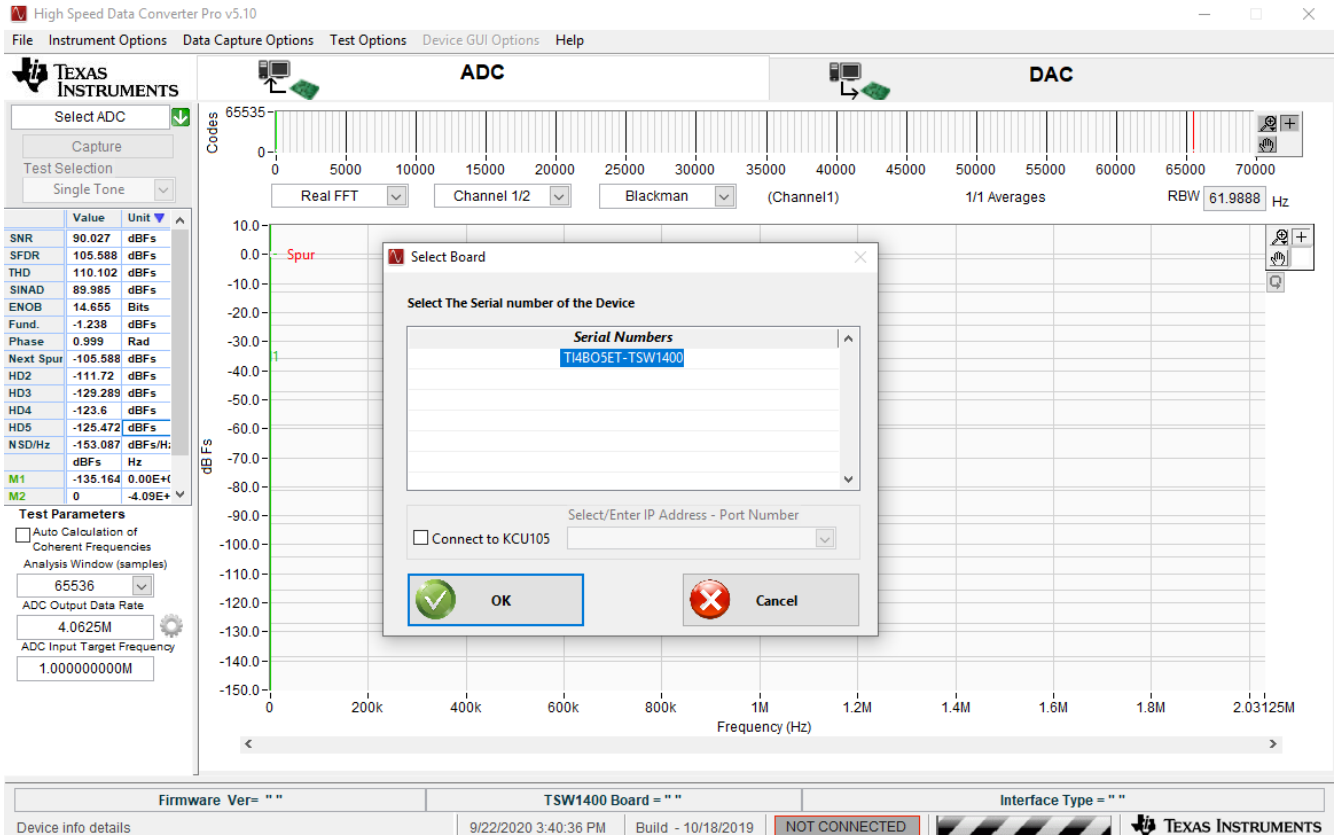 High Speed Data Converter Pro v5.10
File Instrument Options Data Capture Options Test Options Device GUI Options Help
TEXAS INSTRUMENTS
ADC
DAC
Select ADC
Capture
Test Selection
Single Tone
Codes
65535
0
0 5000 10000 15000 20000 25000 30000 35000 40000 45000 50000 55000 60000 65000 70000
Real FFT Channel 1/2 Blackman (Channel1) 1/1 Averages RBW 61.9888 Hz
Value Unit
SNR 90.027 dBFs
SFDR 105.588 dBFs
THD 110.102 dBFs
SINAD 89.985 dBFs
ENOB 14.655 Bits
Fund. -1.238 dBFs
Phase 0.999 Rad
Next Spur -105.588 dBFs
HD2 -111.72 dBFs
HD3 -129.289 dBFs
HD4 -123.6 dBFs
HD5 -125.472 dBFs
NSD/Hz -153.087 dBFs/Hz
dBFs Hz
M1 -135.164 0.00E+(
M2 0 -4.09E+
Test Parameters
Auto Calculation of
Coherent Frequencies
Analysis Window (samples)
65536
ADC Output Data Rate
4.0625M
ADC Input Target Frequency
1.000000000M
dB Fs
10.0
0.0
-10.0
-20.0
-30.0
-40.0
-50.0
-60.0
-70.0
-80.0
-90.0
-100.0
-110.0
-120.0
-130.0
-140.0
-150.0
Spur
1
0 200k 400k 600k 800k 1M 1.2M 1.4M 1.6M 1.8M 2.03125M
Frequency (Hz)
Select Board
Select The Serial number of the Device
Serial Numbers
TI4BO5ET-TSW1400
Select/Enter IP Address - Port Number
Connect to KCU105
OK
Cancel
Firmware Ver= " "
TSW1400 Board = " "
Interface Type = " "
Device info details
9/22/2020 3:40:36 PM
Build - 10/18/2019
NOT CONNECTED
TEXAS INSTRUMENTS